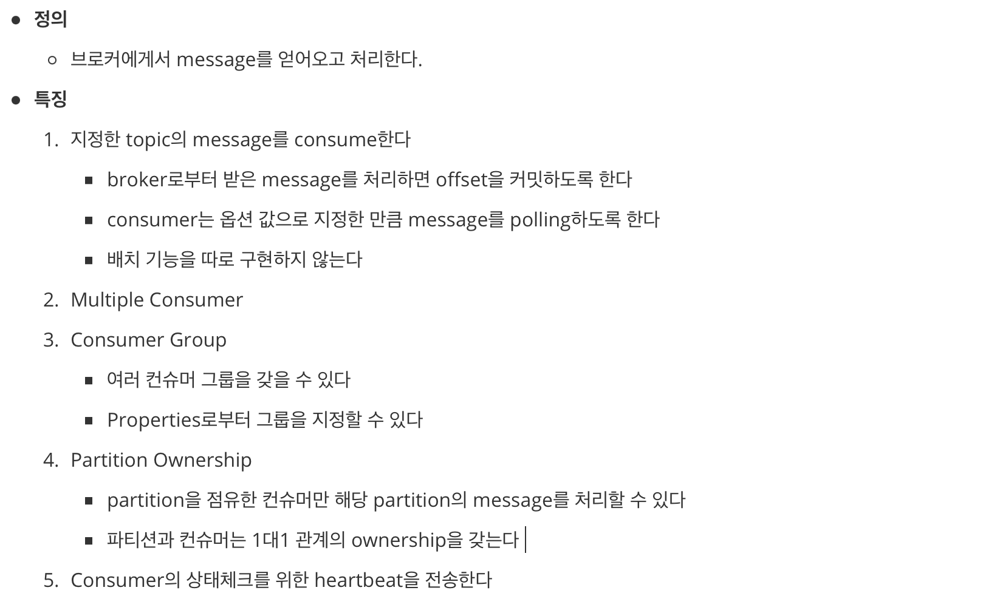 정의
브로커에게서 message를 얻어오고 처리한다.
특징
1. 지정한 topic의 message를 consume한다
broker로부터 받은 message를 처리하면 offset을 커밋하도록 한다
consumer는 옵션 값으로 지정한 만큼 message를 polling하도록 한다
배치 기능을 따로 구현하지 않는다
2. Multiple Consumer
3. Consumer Group
여러 컨슈머 그룹을 갖을 수 있다
Properties로부터 그룹을 지정할 수 있다
4. Partition Ownership
partition을 점유한 컨슈머만 해당 partition의 message를 처리할 수 있다
파티션과 컨슈머는 1대1 관계의 ownership을 갖는다
5. Consumer의 상태체크를 위한 heartbeat을 전송한다